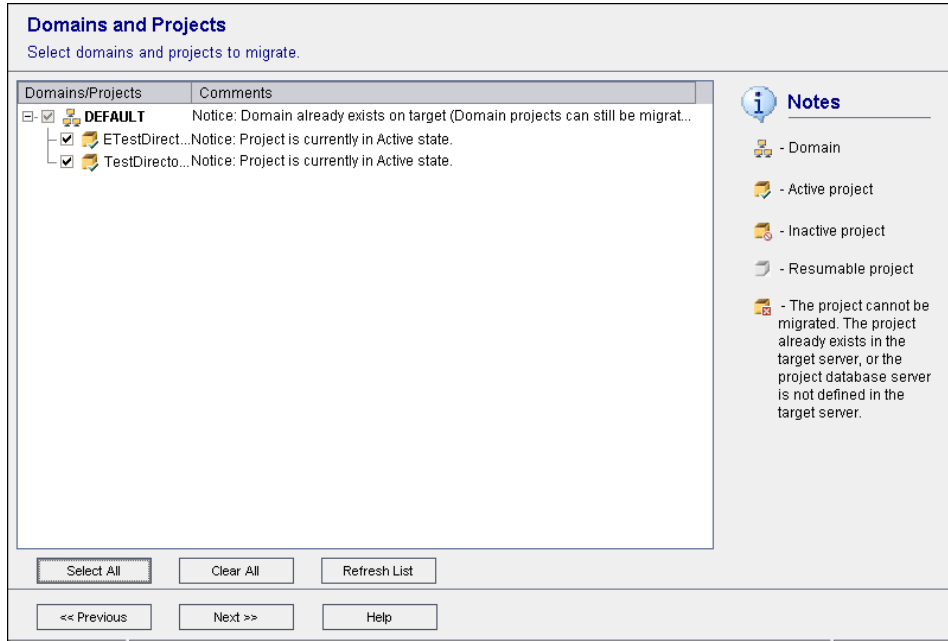 Domains and Projects
Select domains and projects to migrate.
Domains/Projects Comments
DEFAULT Notice: Domain already exists on target (Domain projects can still be migrat...
ETestDirect... Notice: Project is currently in Active state.
TestDirecto... Notice: Project is currently in Active state.
Select All Clear All Refresh List
<< Previous Next >> Help
Notes
- Domain
- Active project
- Inactive project
- Resumable project
- The project cannot be
migrated. The project
already exists in the
target server, or the
project database server
is not defined in the
target server.